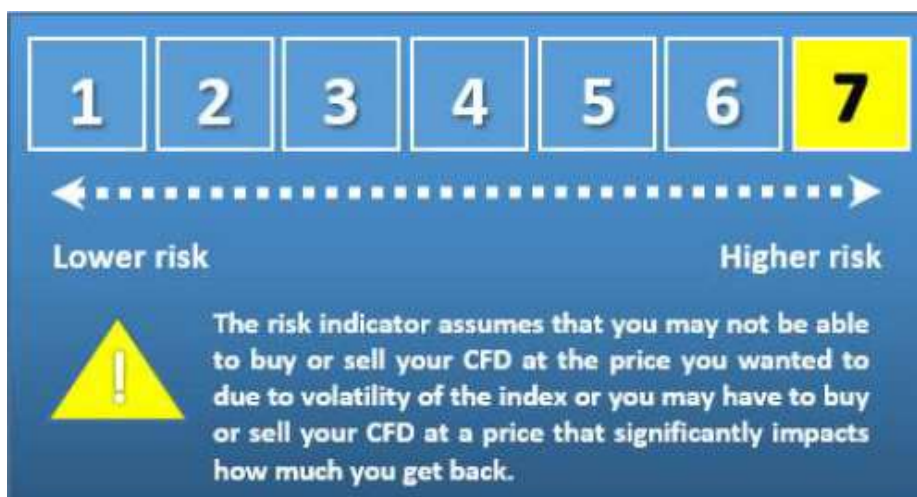 1 2 3 4 5 6 7
Lower risk Higher risk
!
The risk indicator assumes that you may not be able
to buy or sell your CFD at the price you wanted to
due to volatility of the index or you may have to buy
or sell your CFD at a price that significantly impacts
how much you get back.